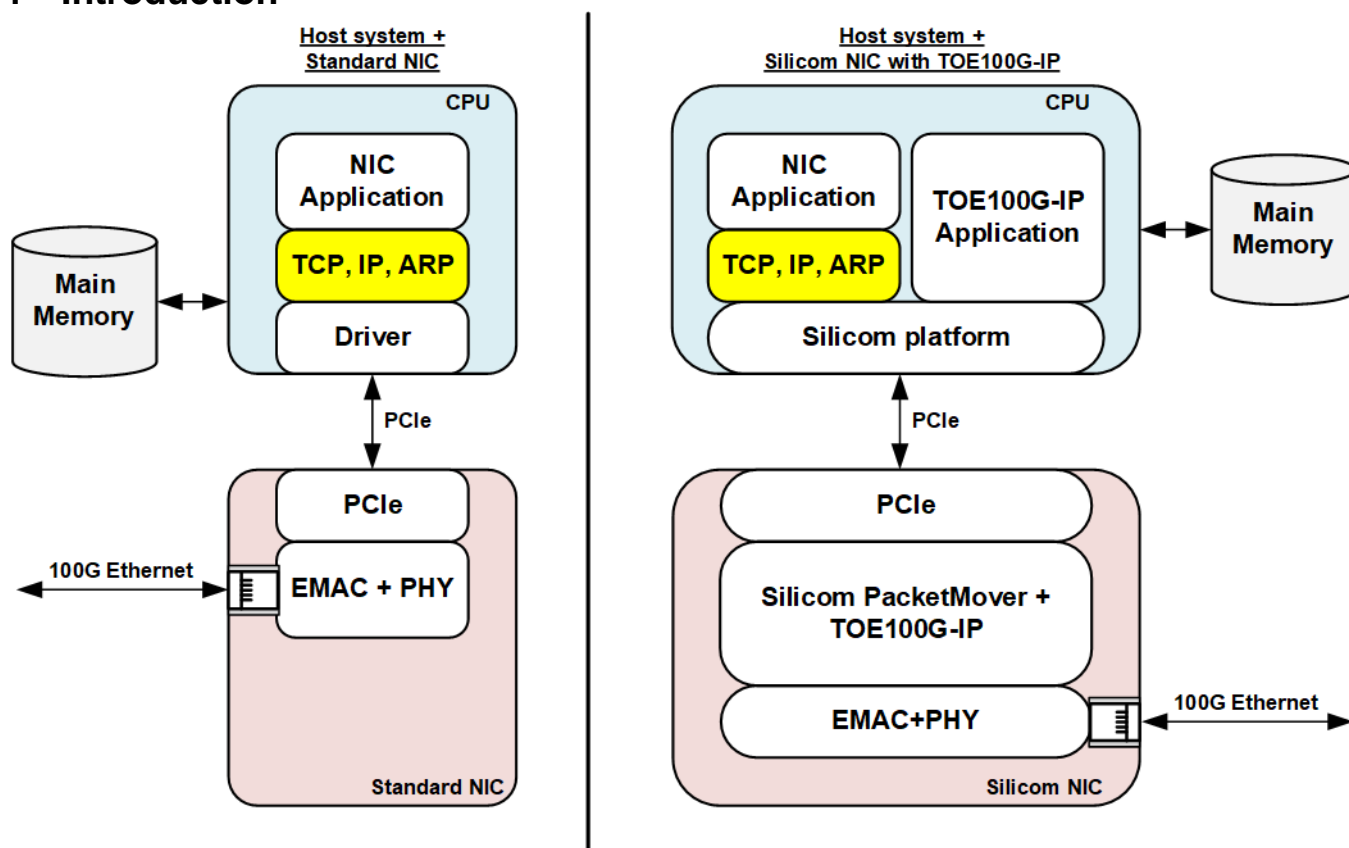 Introduction
Host system +
Standard NIC
CPU
NIC
Application
TCP, IP, ARP
Driver
Main
Memory
PCIe
PCIe
EMAC + PHY
100G Ethernet
Standard NIC
Host system +
Silicom NIC with TOE100G-IP
CPU
NIC
Application
TCP, IP, ARP
TOE100G-IP
Application
Silicom platform
Main
Memory
PCIe
PCIe
Silicom PacketMover +
TOE100G-IP
EMAC+PHY
100G Ethernet
Silicom NIC